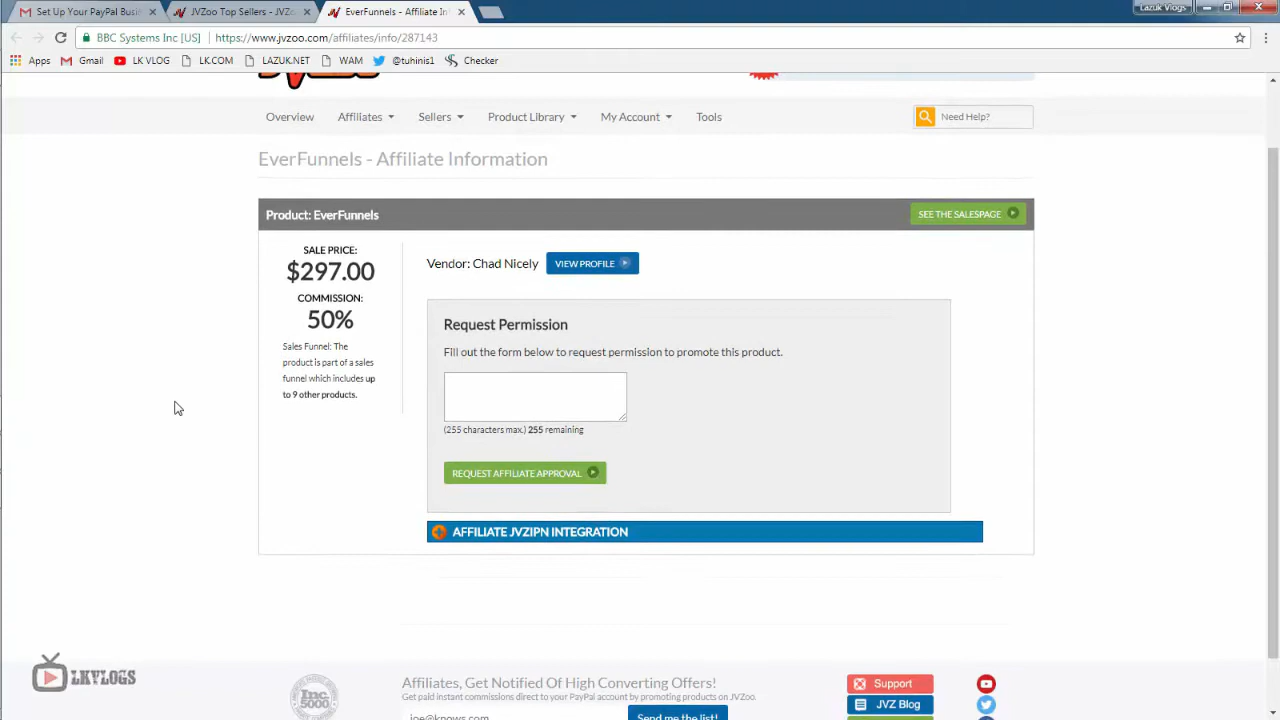 Set Up Your PayPal Busin
JVZoo Top Sellers - JVZoo
EverFunnels - Affiliate In
Lazuk Vlogs
BBC Systems Inc [US]
https://www.jvzoo.com/affiliates/info/287143
Apps
Gmail
LK VLOG
LK.COM
LAZUK.NET
WAM
@tuhinis1
Checker
Overview
Affiliates
Sellers
Product Library
My Account
Tools
Need Help?
EverFunnels - Affiliate Information
Product: EverFunnels
SEE THE SALESPAGE
SALE PRICE:
$297.00
COMMISSION:
50%
Sales Funnel: The
product is part of a sales
funnel which includes up
to 9 other products.
Vendor: Chad Nicely
VIEW PROFILE
Request Permission
Fill out the form below to request permission to promote this product.
(255 characters max.) 255 remaining
REQUEST AFFILIATE APPROVAL
AFFILIATE JVZIPN INTEGRATION
LKVLOGS
Inc.
5000
Affiliates, Get Notified Of High Converting Offers!
Get paid instant commissions direct to your PayPal account by promoting products on JVZoo.
joe@knows.com
Send me the list!
Support
JVZ Blog